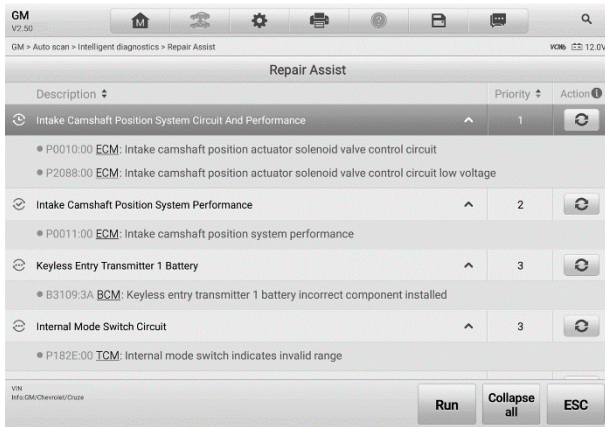 GM
V2.50
GM > Auto scan > Intelligent diagnostics > Repair Assist
VCMI 12.0V
Repair Assist
Description Priority Action
Intake Camshaft Position System Circuit And Performance 1
P0010:00 ECM: Intake camshaft position actuator solenoid valve control circuit
P2088:00 ECM: Intake camshaft position actuator solenoid valve control circuit low voltage
Intake Camshaft Position System Performance 2
P0011:00 ECM: Intake camshaft position system performance
Keyless Entry Transmitter 1 Battery 3
B3109:3A BCM: Keyless entry transmitter 1 battery incorrect component installed
Internal Mode Switch Circuit 3
P182E:00 TCM: Internal mode switch indicates invalid range
VIN
Info:GM/Chevrolet/Cruze
Run
Collapse
all
ESC